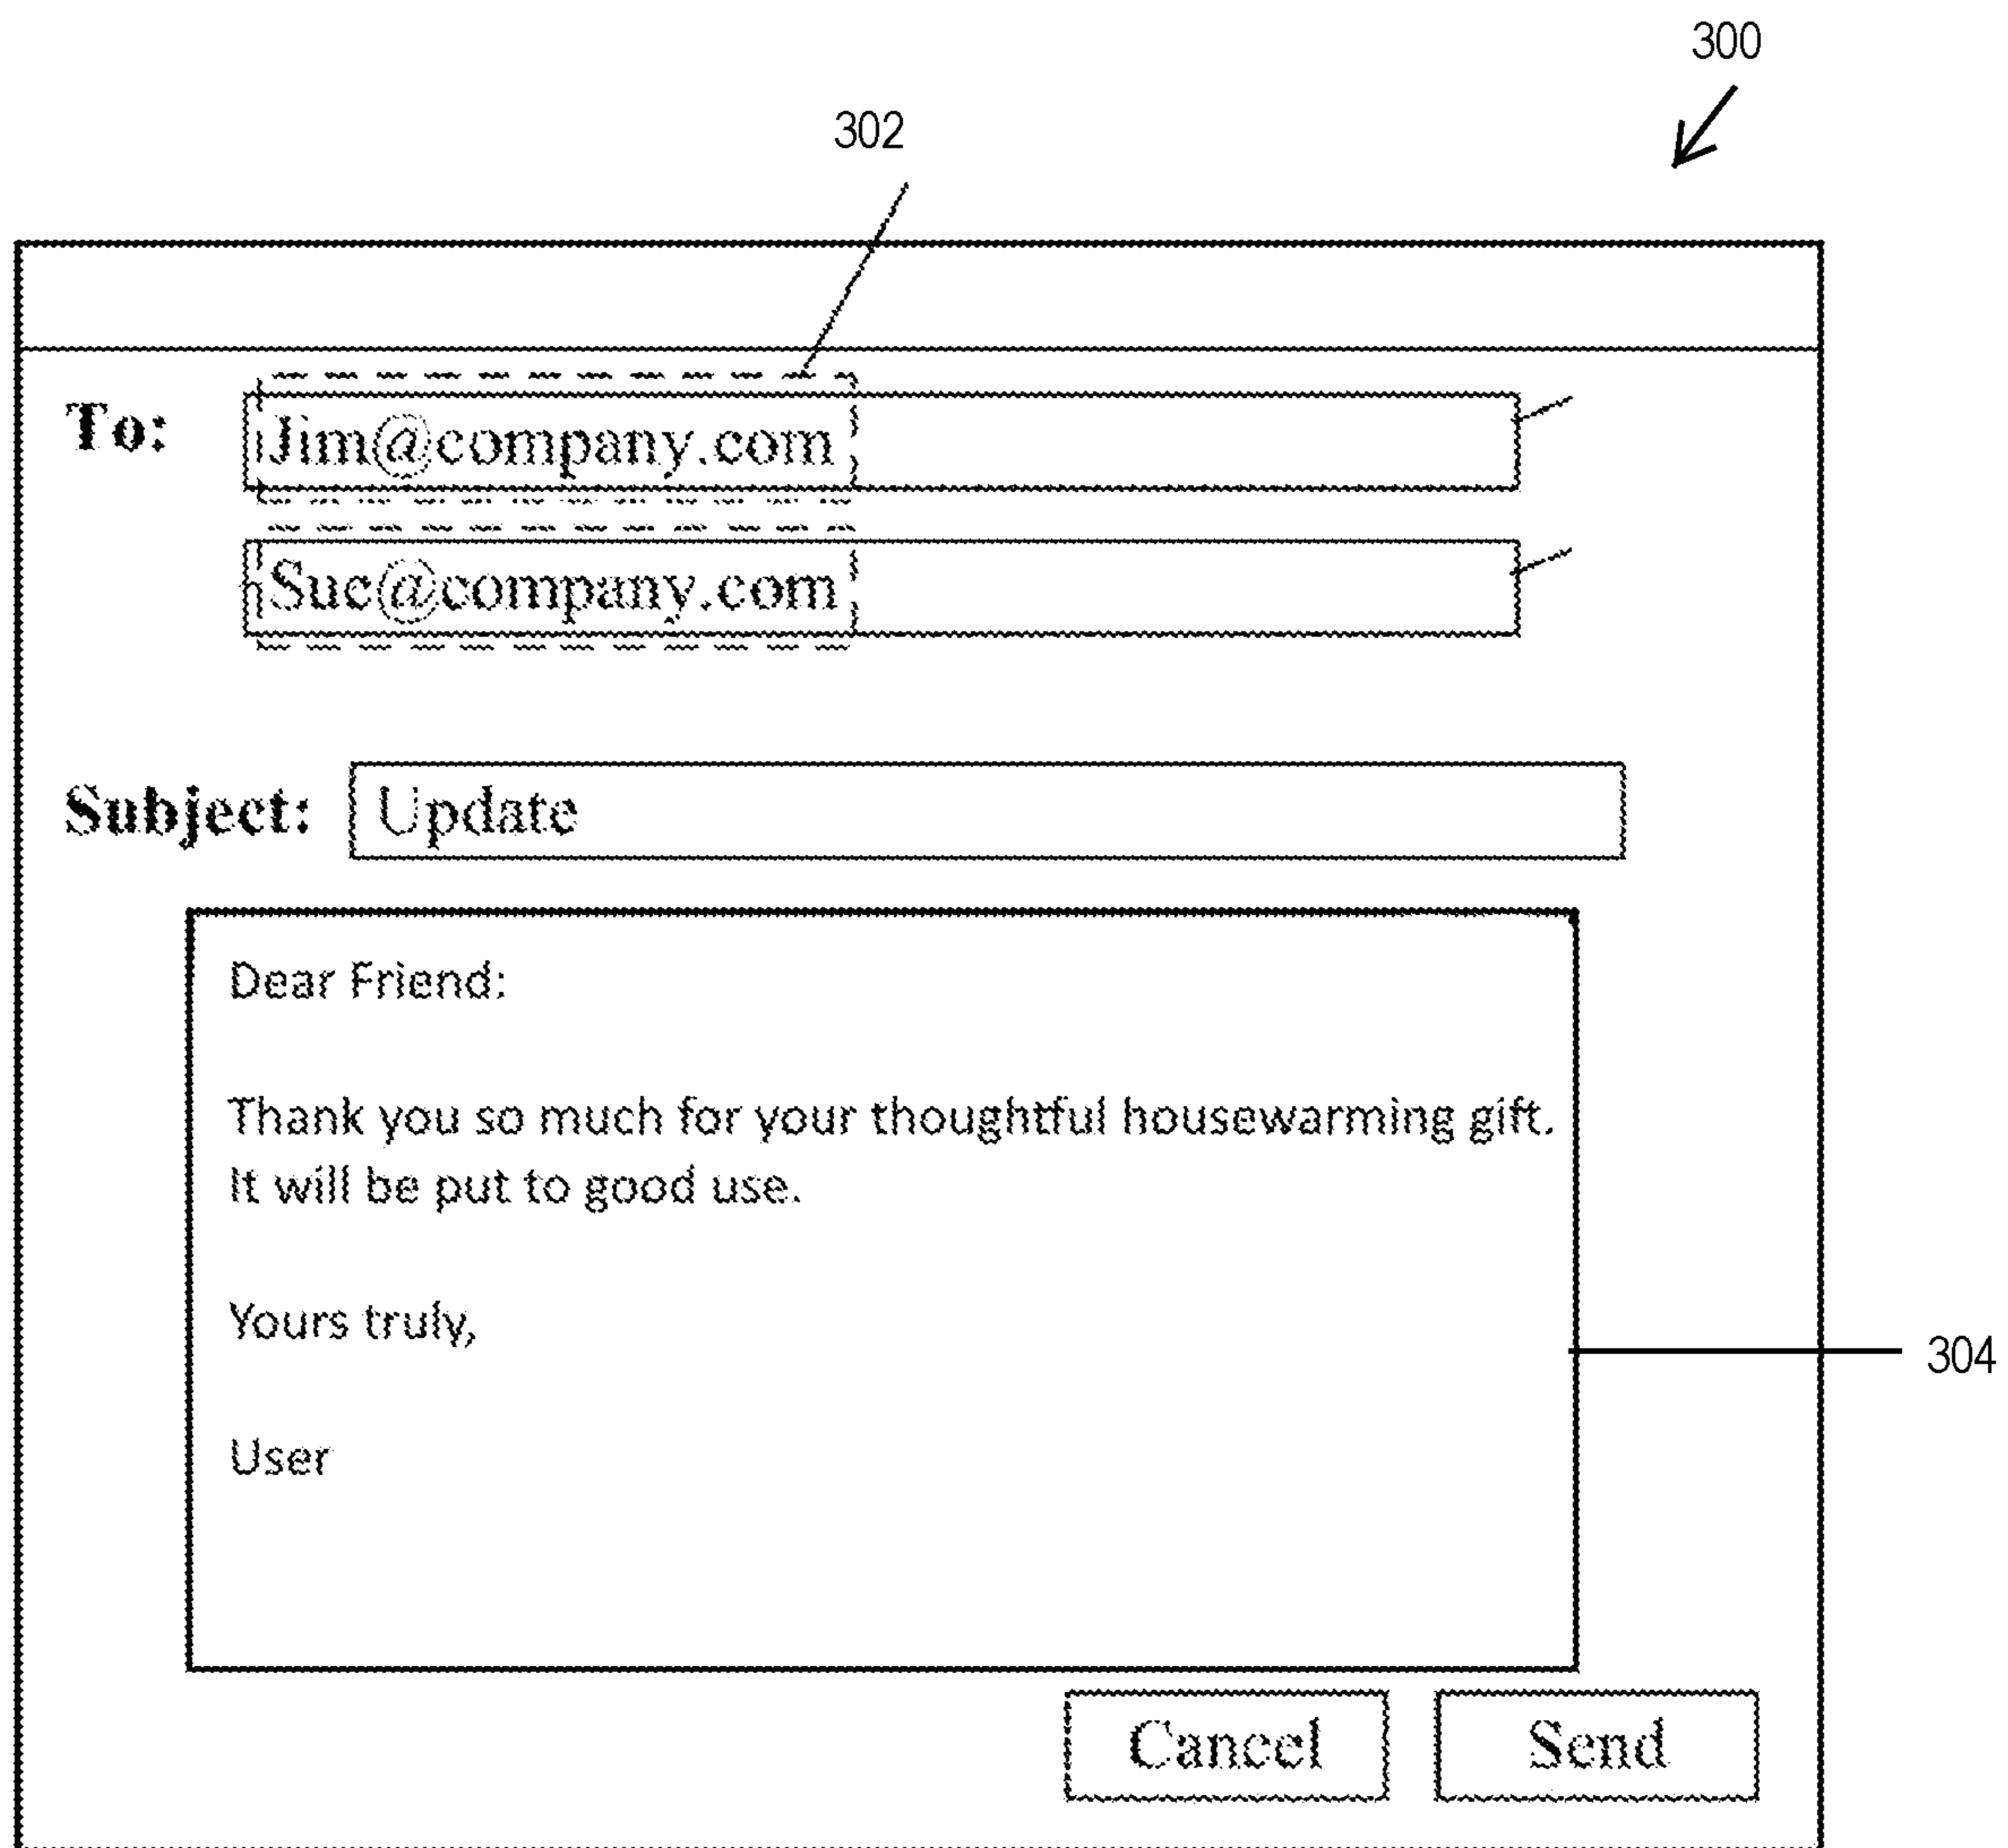 300
302
To: Jim@company.com
Sue@company.com
Subject: Update
Dear Friend:
Thank you so much for your thoughtful housewarming gift.
It will be put to good use.
Yours truly,
304
User
Cancel Send